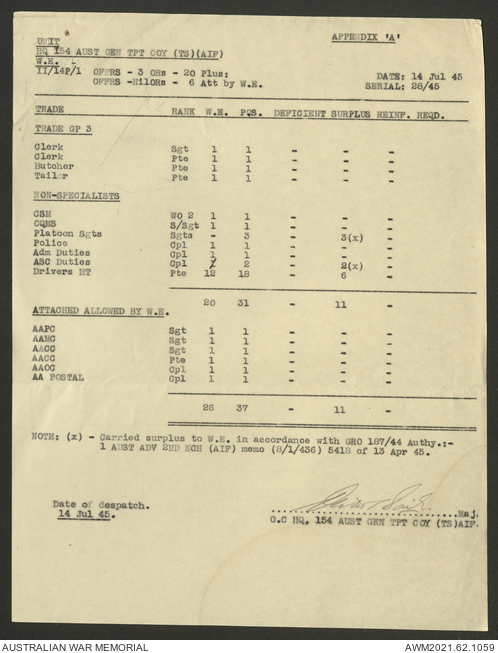 APPENDIX 'A'
UNIT
HQ 154 AUST GEN TPT COY (TS)(AIF)
W.E.
II/14P/1 OFFRS - 3 ORs - 20 Plus:
OFFRS -NilORs - 6 Att by W.E.
DATE: 14 Jul 45
SERIAL: 28/45
TRADE RANK W.E. POS. DEFICIENT SURPLUS REINF. REQD.
TRADE GP 3
Clerk Sgt 1 1 - - -
Clerk Pte 1 1 - - -
Butcher Pte 1 1 - - -
Tailor Pte 1 1 - - -
NON-SPECIALISTS
CSM WO 2 1 1 - - -
CQMS S/Sgt 1 1 - - -
Platoon Sgts Sgts - 3 - 3(x) -
Police Cpl 1 1 - - -
Adm Duties Cpl 1 1 - - -
ASC Duties Cpl - 2 - 2(x) -
Drivers MT Pte 12 18 - 6 -
20 31 - 11 -
ATTACHED ALLOWED BY W.E.
AAPC Sgt 1 1 - - -
AAMC Sgt 1 1 - - -
AACC Sgt 1 1 - - -
AACC Pte 1 1 - - -
AAOC Cpl 1 1 - - -
AA POSTAL Cpl 1 1 - - -
26 37 - 11 -
NOTE: (x) - Carried surplus to W.E. in accordance with GRO 187/44 Authy.:-
1 AUST ADV 2ND ECH (AIF) memo (8/1/436) 5418 of 13 Apr 45.
Date of despatch.
14 Jul 45.
Maj.
O.C HQ, 154 AUST GEN TPT COY (TS)AIF.
AUSTRALIAN WAR MEMORIAL
AWM2021.62.1059